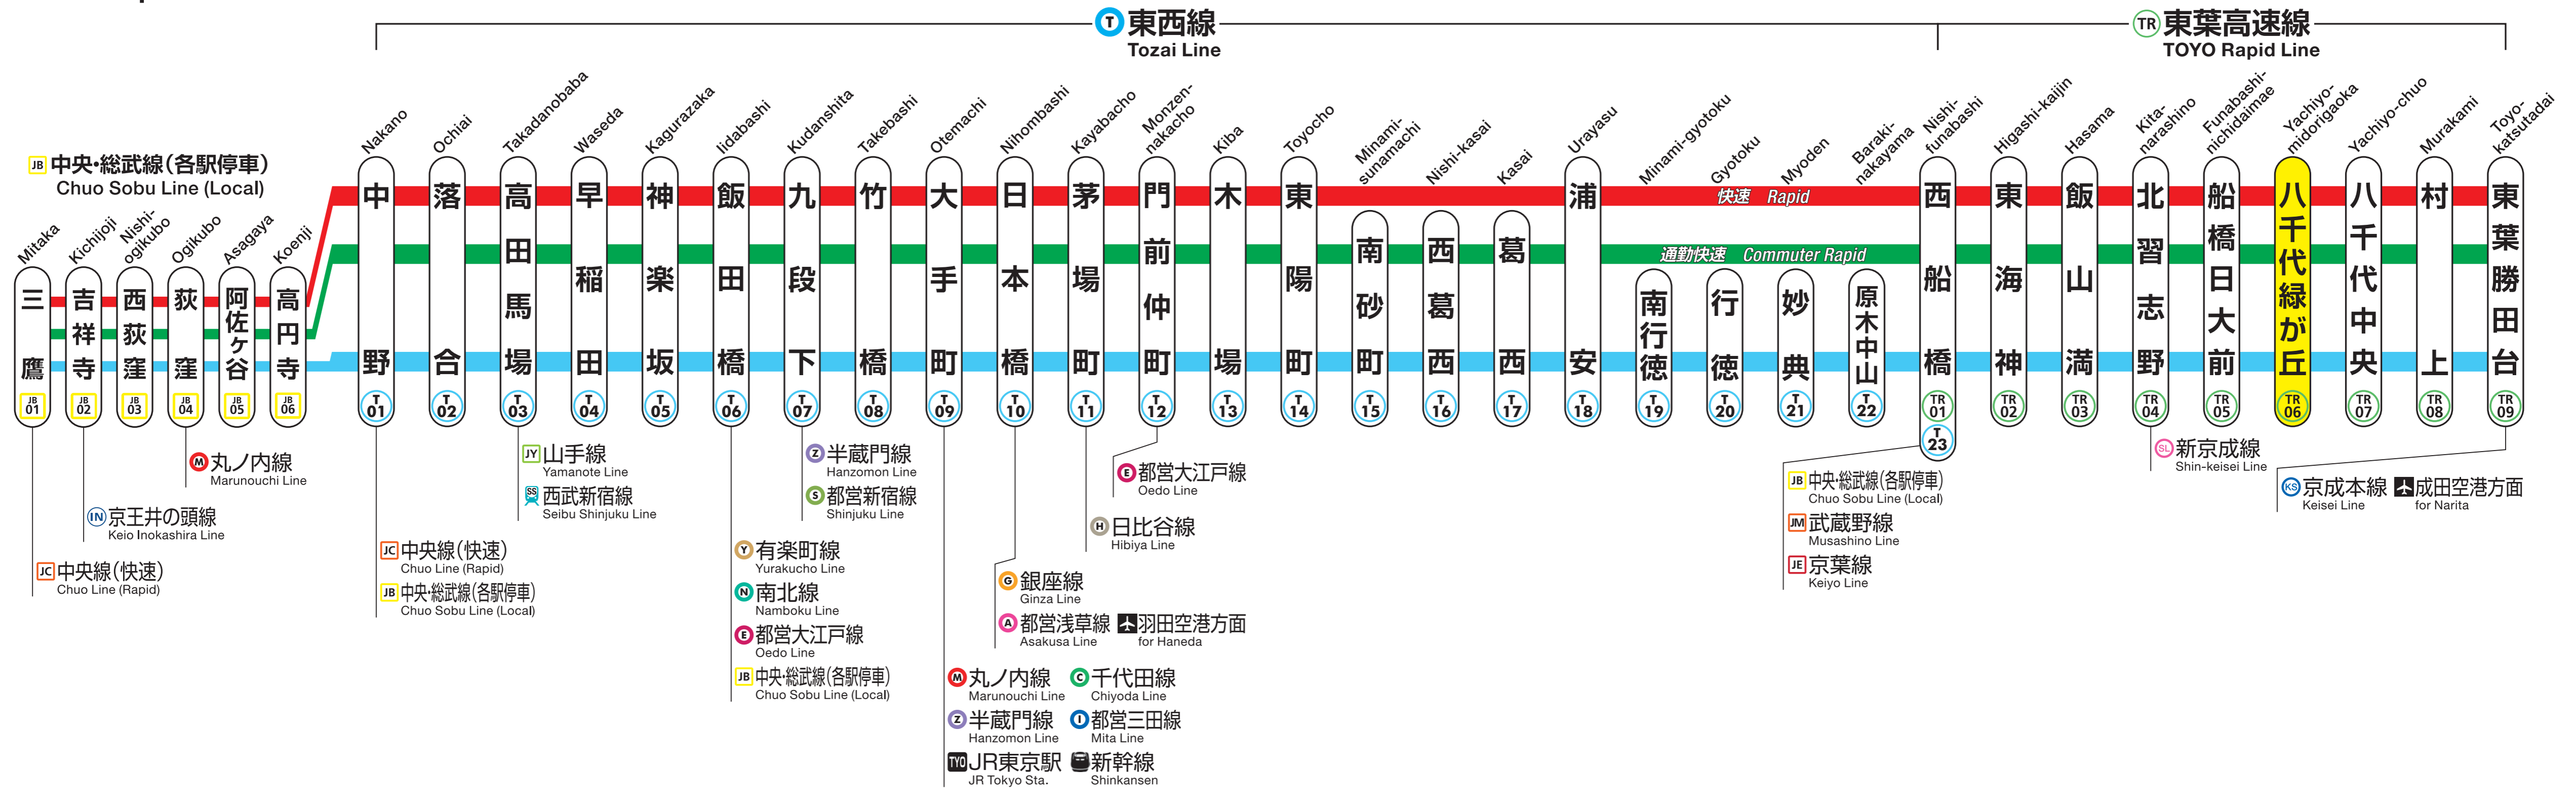 T 東西線
Tozai Line
TR 東葉高速線
TOYO Rapid Line
JB 中央・総武線（各駅停車）
Chuo Sobu Line (Local)
Mitaka
Kichijoji
Nishi-
ogikubo
Ogikubo
Asagaya
Koenji
Nakano
Ochiai
Takadanobaba
Waseda
Kagurazaka
Iidabashi
Kudanshita
Takebashi
Otemachi
Nihombashi
Kayabacho
Monzen-
nakacho
Kiba
Toyocho
Minami-
sunamachi
Nishi-kasai
Kasai
Urayasu
Minami-gyotoku
Gyotoku
Myoden
Baraki-
nakayama
Nishi-
funabashi
Higashi-kaijin
Hasama
Kita-
narashino
Funabashi-
nichidaimae
Yachiyo-
midorigaoka
Yachiyo-chuo
Murakami
Toyo-
katsutadai
快速 Rapid
通勤快速 Commuter Rapid
三鷹
JB 01
吉祥寺
JB 02
西荻窪
JB 03
荻窪
JB 04
阿佐ヶ谷
JB 05
高円寺
JB 06
中野
T 01
落合
T 02
高田馬場
T 03
早稲田
T 04
神楽坂
T 05
飯田橋
T 06
九段下
T 07
竹橋
T 08
大手町
T 09
日本橋
T 10
茅場町
T 11
門前仲町
T 12
木場
T 13
東陽町
T 14
南砂町
T 15
西葛西
T 16
葛西
T 17
浦安
T 18
南行徳
T 19
行徳
T 20
妙典
T 21
原木中山
T 22
西船橋
TR 01
T 23
東海神
TR 02
飯山満
TR 03
北習志野
TR 04
船橋日大前
TR 05
八千代緑が丘
TR 06
八千代中央
TR 07
村上
TR 08
東葉勝田台
TR 09
JC 中央線（快速）
Chuo Line (Rapid)
IN 京王井の頭線
Keio Inokashira Line
M 丸ノ内線
Marunouchi Line
JC 中央線（快速）
Chuo Line (Rapid)
JB 中央・総武線（各駅停車）
Chuo Sobu Line (Local)
JY 山手線
Yamanote Line
SS 西武新宿線
Seibu Shinjuku Line
Y 有楽町線
Yurakucho Line
N 南北線
Namboku Line
E 都営大江戸線
Oedo Line
JB 中央・総武線（各駅停車）
Chuo Sobu Line (Local)
Z 半蔵門線
Hanzomon Line
S 都営新宿線
Shinjuku Line
M 丸ノ内線 C 千代田線
Marunouchi Line Chiyoda Line
Z 半蔵門線 I 都営三田線
Hanzomon Line Mita Line
TYO JR東京駅 新幹線
JR Tokyo Sta. Shinkansen
G 銀座線
Ginza Line
A 都営浅草線 羽田空港方面
Asakusa Line for Haneda
H 日比谷線
Hibiya Line
E 都営大江戸線
Oedo Line
JB 中央・総武線（各駅停車）
Chuo Sobu Line (Local)
JM 武蔵野線
Musashino Line
JE 京葉線
Keiyo Line
SL 新京成線
Shin-keisei Line
KS 京成本線 成田空港方面
Keisei Line for Narita